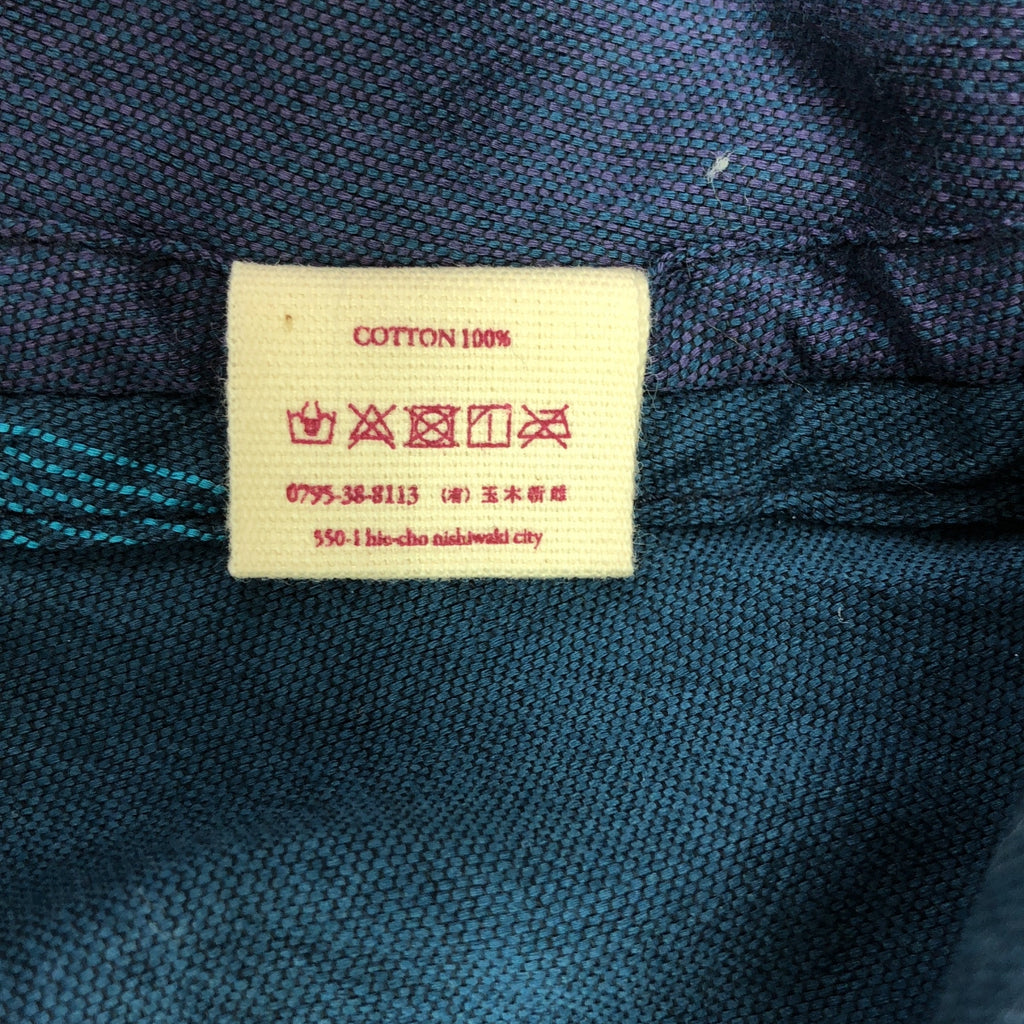 COTTON 100%
0795-38-8113 (有) 玉木新雌
550-1 hie-cho nishiwaki city